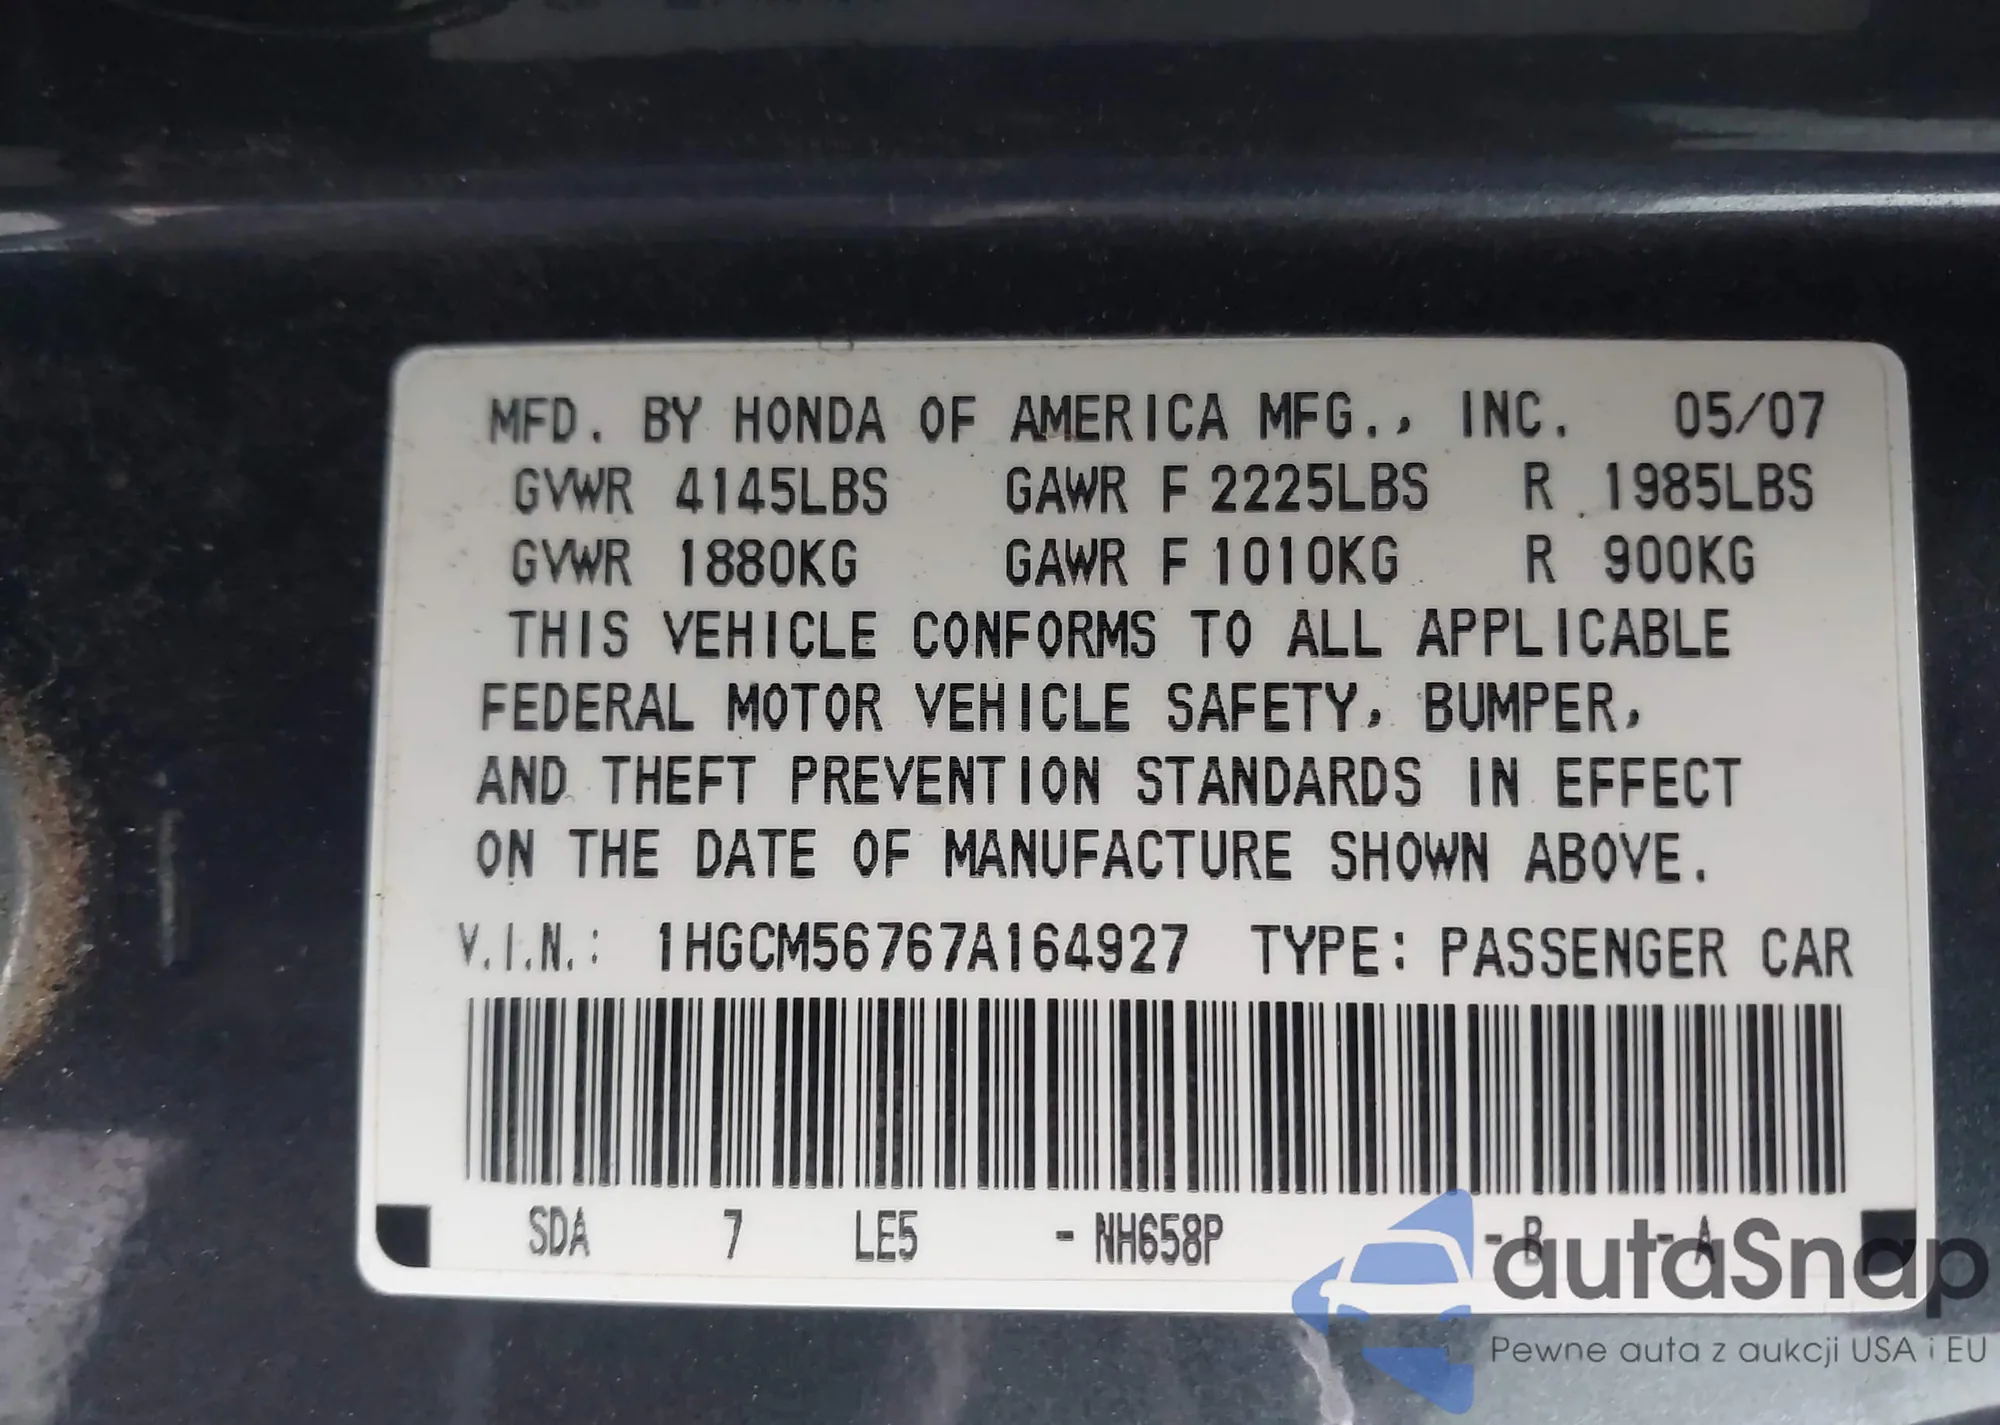 MFD. BY HONDA OF AMERICA MFG., INC. 05/07
GVWR 4145LBS GAWR F 2225LBS R 1985LBS
GVWR 1880KG GAWR F 1010KG R 900KG
THIS VEHICLE CONFORMS TO ALL APPLICABLE
FEDERAL MOTOR VEHICLE SAFETY, BUMPER,
AND THEFT PREVENTION STANDARDS IN EFFECT
ON THE DATE OF MANUFACTURE SHOWN ABOVE.
V.I.N.: 1HGCM56767A164927 TYPE: PASSENGER CAR
SDA 7 LE5 - NH658P - B - A
autaSnap
Pewne auta z aukcji USA i EU